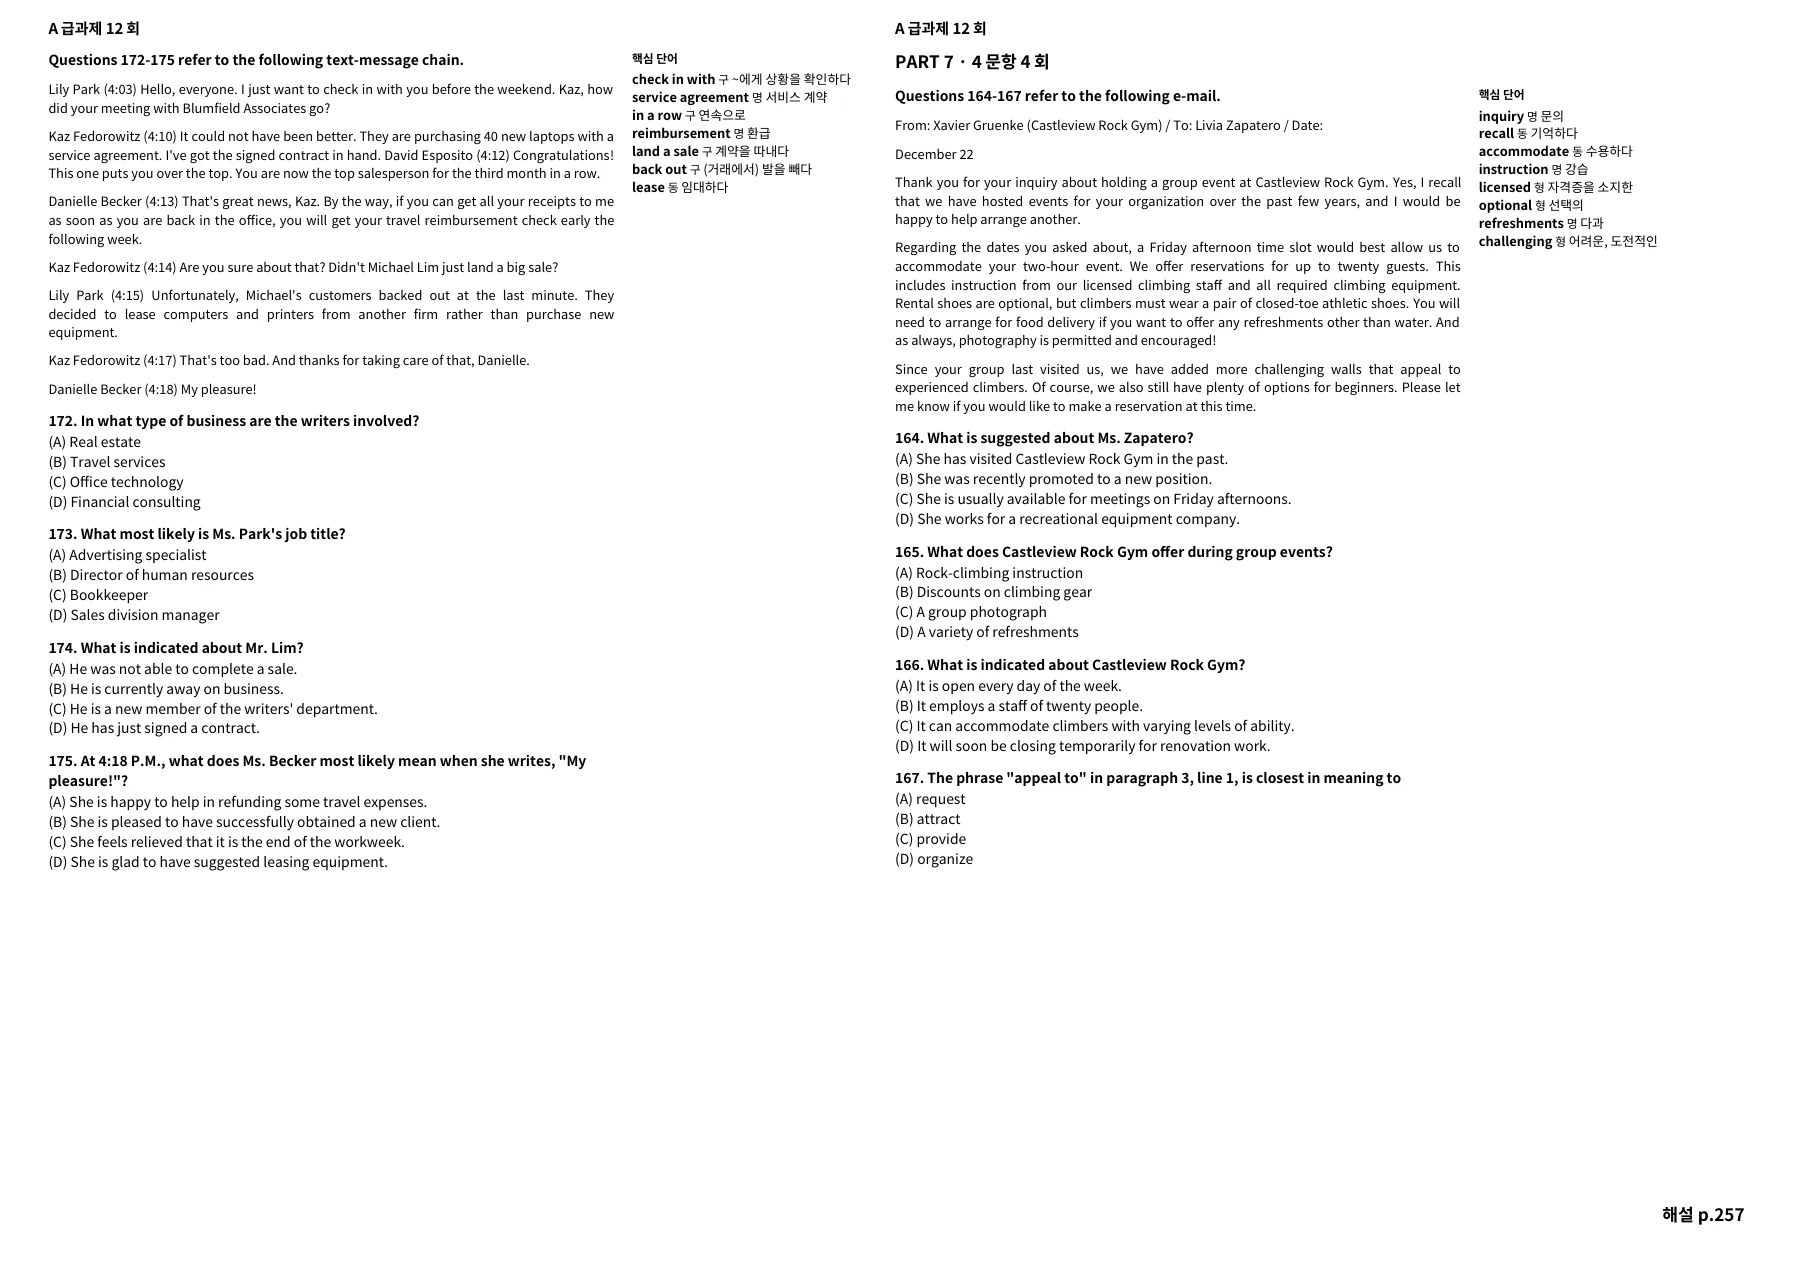 A 급과제 12 회
Questions 172-175 refer to the following text-message chain.
Lily Park (4:03) Hello, everyone. I just want to check in with you before the weekend. Kaz, how
did your meeting with Blumfield Associates go?
Kaz Fedorowitz (4:10) It could not have been better. They are purchasing 40 new laptops with a
service agreement. I've got the signed contract in hand. David Esposito (4:12) Congratulations!
This one puts you over the top. You are now the top salesperson for the third month in a row.
Danielle Becker (4:13) That's great news, Kaz. By the way, if you can get all your receipts to me
as soon as you are back in the office, you will get your travel reimbursement check early the
following week.
Kaz Fedorowitz (4:14) Are you sure about that? Didn't Michael Lim just land a big sale?
Lily Park (4:15) Unfortunately, Michael's customers backed out at the last minute. They
decided to lease computers and printers from another firm rather than purchase new
equipment.
Kaz Fedorowitz (4:17) That's too bad. And thanks for taking care of that, Danielle.
Danielle Becker (4:18) My pleasure!
172. In what type of business are the writers involved?
(A) Real estate
(B) Travel services
(C) Office technology
(D) Financial consulting
173. What most likely is Ms. Park's job title?
(A) Advertising specialist
(B) Director of human resources
(C) Bookkeeper
(D) Sales division manager
174. What is indicated about Mr. Lim?
(A) He was not able to complete a sale.
(B) He is currently away on business.
(C) He is a new member of the writers' department.
(D) He has just signed a contract.
175. At 4:18 P.M., what does Ms. Becker most likely mean when she writes, "My
pleasure!"?
(A) She is happy to help in refunding some travel expenses.
(B) She is pleased to have successfully obtained a new client.
(C) She feels relieved that it is the end of the workweek.
(D) She is glad to have suggested leasing equipment.
핵심 단어
check in with 구 ~에게 상황을 확인하다
service agreement 명 서비스 계약
in a row 구 연속으로
reimbursement 명 환급
land a sale 구 계약을 따내다
back out 구 (거래에서) 발을 빼다
lease 동 임대하다
A 급과제 12 회
PART 7 · 4 문항 4 회
Questions 164-167 refer to the following e-mail.
From: Xavier Gruenke (Castleview Rock Gym) / To: Livia Zapatero / Date:
December 22
Thank you for your inquiry about holding a group event at Castleview Rock Gym. Yes, I recall
that we have hosted events for your organization over the past few years, and I would be
happy to help arrange another.
Regarding the dates you asked about, a Friday afternoon time slot would best allow us to
accommodate your two-hour event. We offer reservations for up to twenty guests. This
includes instruction from our licensed climbing staff and all required climbing equipment.
Rental shoes are optional, but climbers must wear a pair of closed-toe athletic shoes. You will
need to arrange for food delivery if you want to offer any refreshments other than water. And
as always, photography is permitted and encouraged!
Since your group last visited us, we have added more challenging walls that appeal to
experienced climbers. Of course, we also still have plenty of options for beginners. Please let
me know if you would like to make a reservation at this time.
164. What is suggested about Ms. Zapatero?
(A) She has visited Castleview Rock Gym in the past.
(B) She was recently promoted to a new position.
(C) She is usually available for meetings on Friday afternoons.
(D) She works for a recreational equipment company.
165. What does Castleview Rock Gym offer during group events?
(A) Rock-climbing instruction
(B) Discounts on climbing gear
(C) A group photograph
(D) A variety of refreshments
166. What is indicated about Castleview Rock Gym?
(A) It is open every day of the week.
(B) It employs a staff of twenty people.
(C) It can accommodate climbers with varying levels of ability.
(D) It will soon be closing temporarily for renovation work.
167. The phrase "appeal to" in paragraph 3, line 1, is closest in meaning to
(A) request
(B) attract
(C) provide
(D) organize
핵심 단어
inquiry 명 문의
recall 동 기억하다
accommodate 동 수용하다
instruction 명 강습
licensed 형 자격증을 소지한
optional 형 선택의
refreshments 명 다과
challenging 형 어려운, 도전적인
해설 p.257